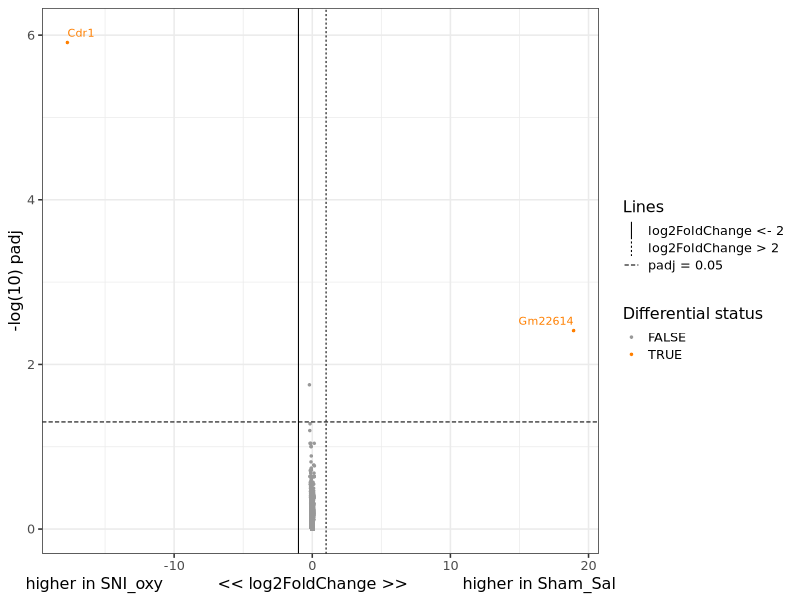 Cdr1
Gm22614
6
4
2
0
-log(10) padj
-10
0
10
20
higher in SNI_oxy
<< log2FoldChange >>
higher in Sham_Sal
Lines
log2FoldChange <- 2
log2FoldChange > 2
padj = 0.05
Differential status
FALSE
TRUE